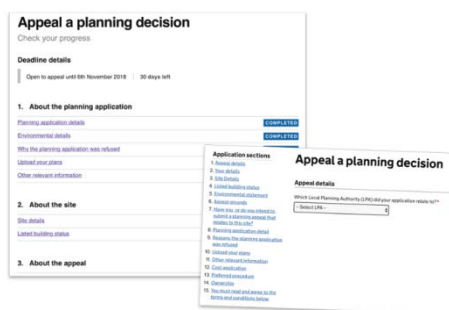 Appeal a planning decision
Check your progress
Deadline details
Open to appeal until 6th November 2018
30 days left
1. About the planning application
Planning application details
COMPLETED
Environmental details
COMPLETED
Why the planning application was refused
Upload your plans
Other relevant information
2. About the site
Site details
Listed building status
3. About the appeal
Application sections
1. Appeal details
2. Your details
3. Site Details
4. Listed building status
5. Environmental statement
6. Appeal grounds
7. Have you, or do you intend to
submit a planning appeal that
relates to this site?
8. Planning application detail
9. Reasons the planning application
was refused
10. Upload your plans
11. Other relevant information
12. Cost application
13. Preferred procedure
14. Ownership
15. You must read and agree to the
terms and conditions below
Appeal a planning decision
Appeal details
Which Local Planning Authority (LPA) did your application relate to?*
- Select LPA -